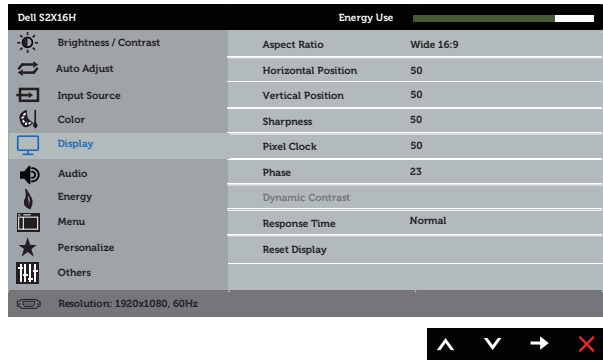 Dell S2X16H Energy Use
Brightness / Contrast
Auto Adjust
Input Source
Color
Display
Audio
Energy
Menu
Personalize
Others
Aspect Ratio Wide 16:9
Horizontal Position 50
Vertical Position 50
Sharpness 50
Pixel Clock 50
Phase 23
Dynamic Contrast
Response Time Normal
Reset Display
Resolution: 1920x1080, 60Hz